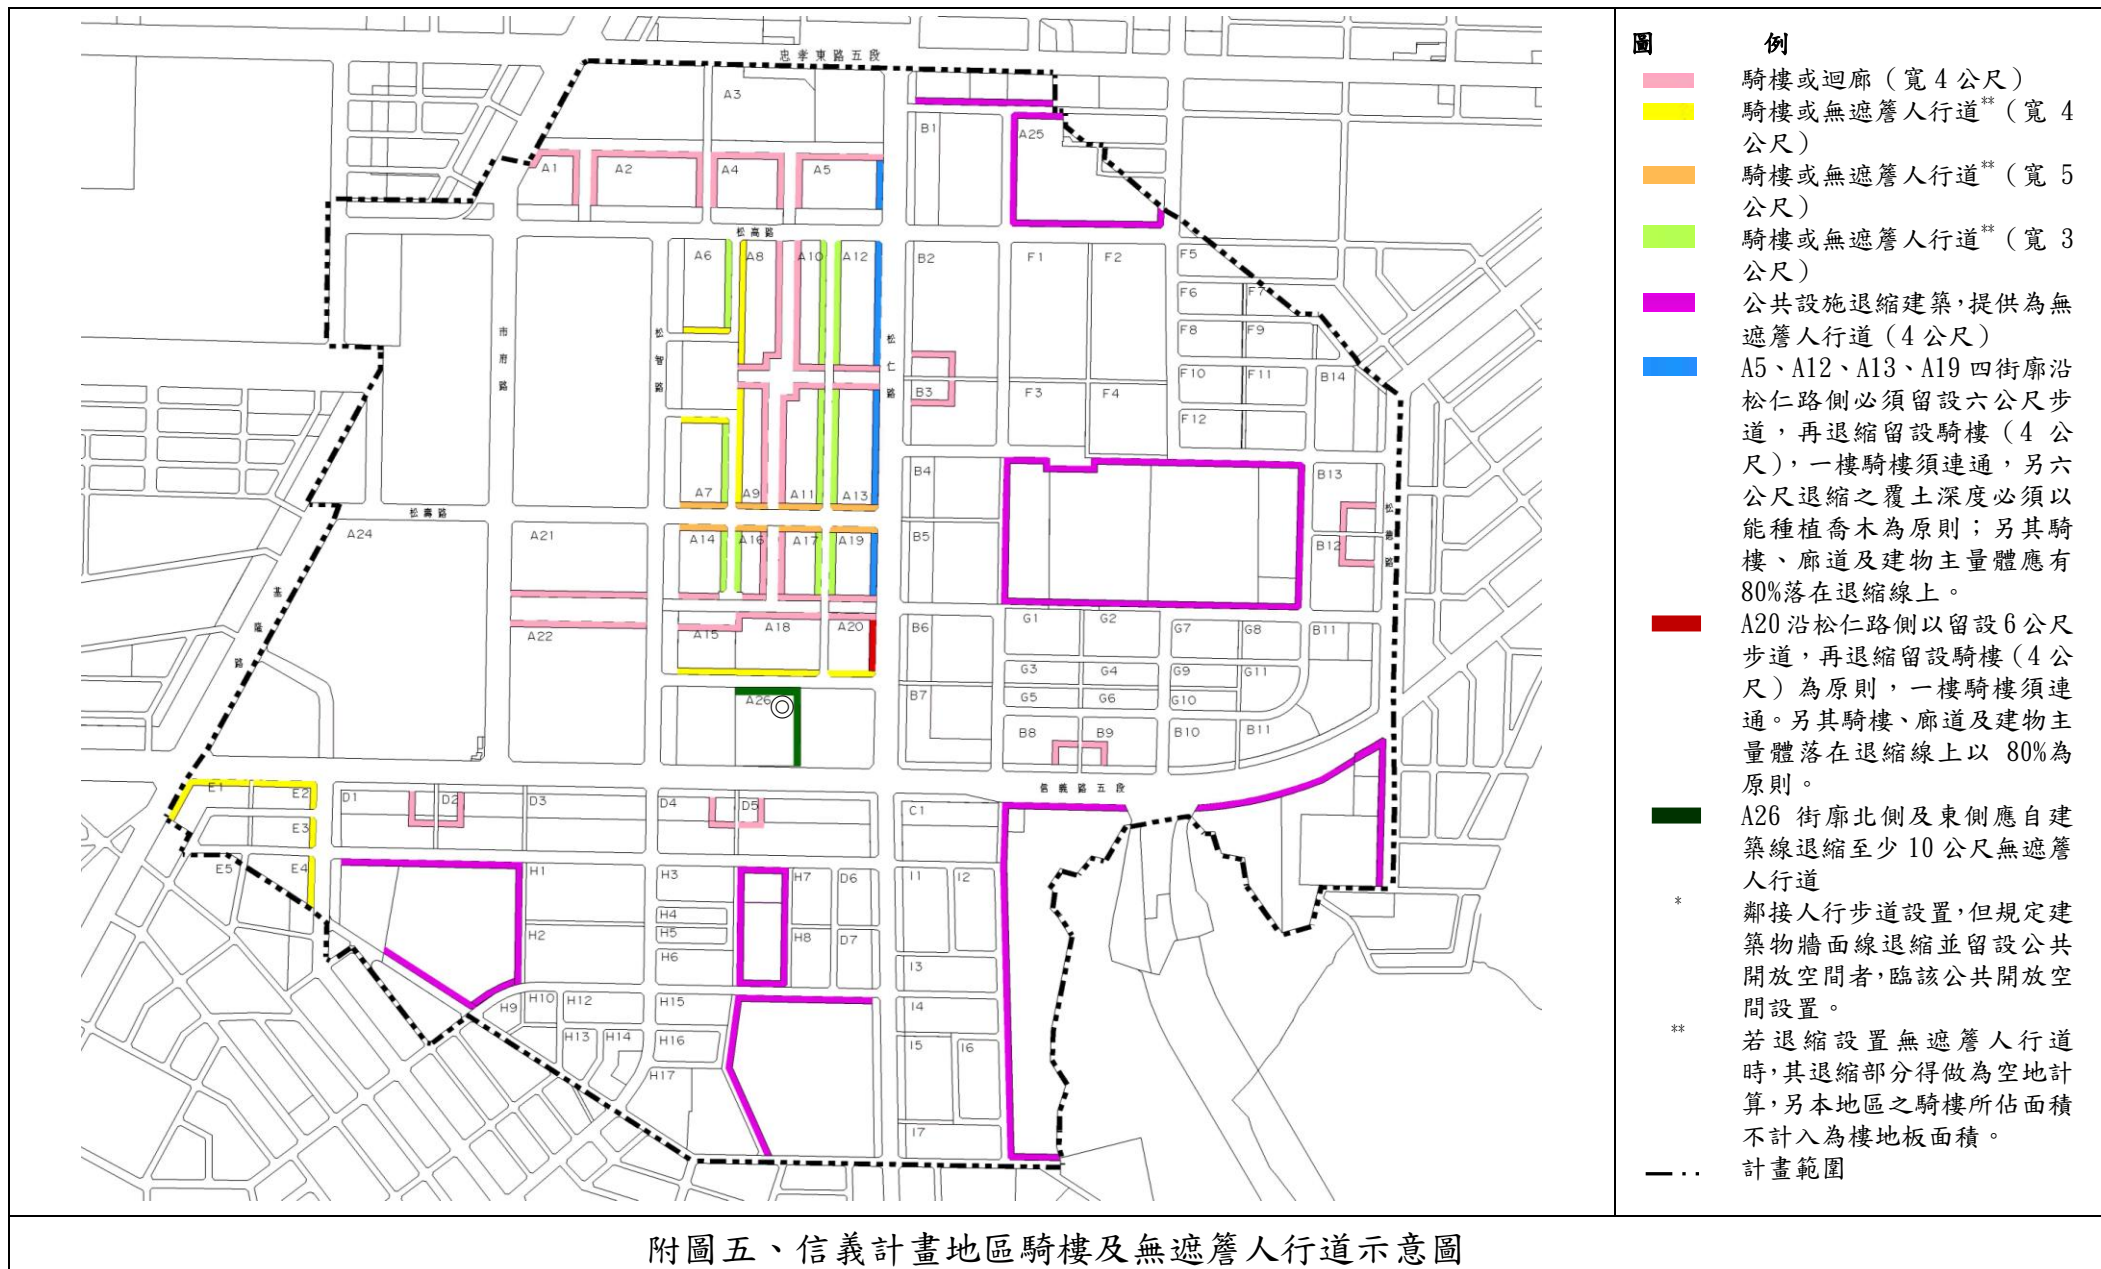 忠孝東路五段
A3
B1
A25
A1
A2
A4
A5
松高路
A6
A8
A10
A12
B2
F1
F2
F5
F6
F7
市府路
松智路
松仁路
F8
F9
B3
F3
F4
F10
F11
B14
F12
A7
A9
A11
A13
B4
B13
松壽路
松德路
A24
A21
A14
A16
A17
A19
B5
B12
基隆路
A22
A15
A18
A20
B6
G1
G2
G7
G8
B11
G3
G4
G9
G11
A26
B7
G5
G6
G10
B8
B9
B10
B11
信義路五段
E1
E2
D1
D2
D3
D4
D5
C1
E3
E5
E4
H1
H3
H7
D6
I1
I2
H4
H5
H2
H8
D7
H6
I3
H9
H10
H12
H15
I4
H13
H14
H16
I5
I6
H17
I7
圖 例
騎樓或迴廊（寬4公尺）
騎樓或無遮簷人行道**（寬 4
公尺）
騎樓或無遮簷人行道**（寬 5
公尺）
騎樓或無遮簷人行道**（寬 3
公尺）
公共設施退縮建築，提供為無
遮簷人行道（4公尺）
A5、A12、A13、A19 四街廓沿
松仁路側必須留設六公尺步
道，再退縮留設騎樓（4 公
尺），一樓騎樓須連通，另六
公尺退縮之覆土深度必須以
能種植喬木為原則；另其騎
樓、廊道及建物主量體應有
80%落在退縮線上。
A20沿松仁路側以留設6公尺
步道，再退縮留設騎樓（4公
尺）為原則，一樓騎樓須連
通。另其騎樓、廊道及建物主
量體落在退縮線上以 80%為
原則。
A26 街廓北側及東側應自建
築線退縮至少10公尺無遮簷
人行道
* 鄰接人行步道設置，但規定建
築物牆面線退縮並留設公共
開放空間者，臨該公共開放空
間設置。
** 若退縮設置無遮簷人行道
時，其退縮部分得做為空地計
算，另本地區之騎樓所佔面積
不計入為樓地板面積。
計畫範圍
附圖五、信義計畫地區騎樓及無遮簷人行道示意圖